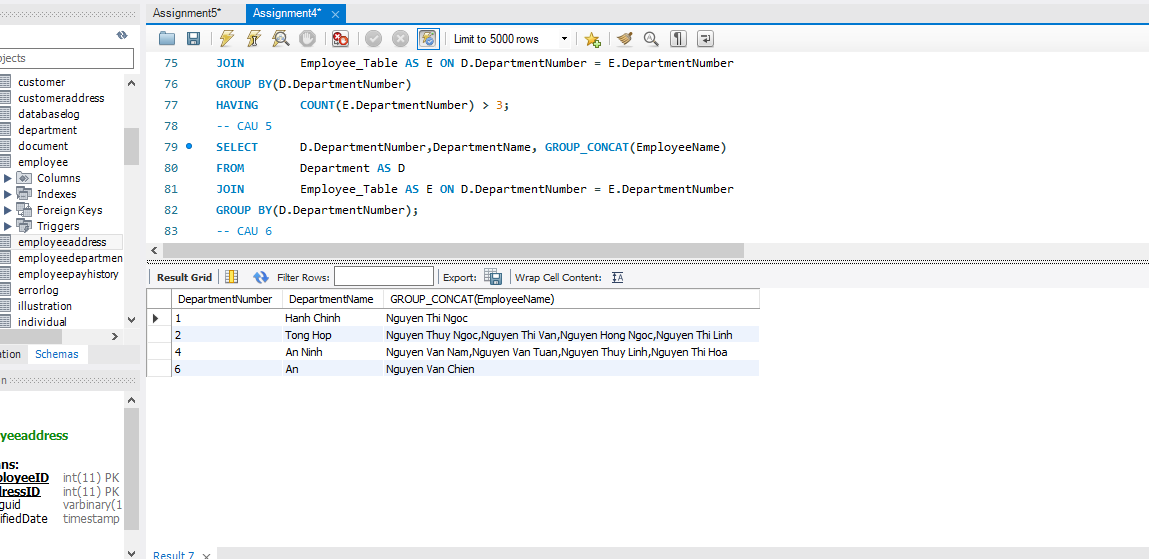 Assignment5* Assignment4* ×
Limit to 5000 rows
jects
75 JOIN Employee_Table AS E ON D.DepartmentNumber = E.DepartmentNumber
76 GROUP BY(D.DepartmentNumber)
77 HAVING COUNT(E.DepartmentNumber) > 3;
78 -- CAU 5
79 SELECT D.DepartmentNumber,DepartmentName, GROUP_CONCAT(EmployeeName)
80 FROM Department AS D
81 JOIN Employee_Table AS E ON D.DepartmentNumber = E.DepartmentNumber
82 GROUP BY(D.DepartmentNumber);
83 -- CAU 6
customer
customeraddress
databaselog
department
document
employee
Columns
Indexes
Foreign Keys
Triggers
employeeaddress
employeedepartmen
employeepayhistory
errorlog
illustration
individual
ation Schemas
n
yeeaddress
ns:
ployeeID int(11) PK
dressID int(11) PK
guid varbinary(1
ifiedDate timestamp
Result Grid Filter Rows: Export: Wrap Cell Content: IA
DepartmentNumber DepartmentName GROUP_CONCAT(EmployeeName)
1 Hanh Chinh Nguyen Thi Ngoc
2 Tong Hop Nguyen Thuy Ngoc,Nguyen Thi Van,Nguyen Hong Ngoc,Nguyen Thi Linh
4 An Ninh Nguyen Van Nam,Nguyen Van Tuan,Nguyen Thuy Linh,Nguyen Thi Hoa
6 An Nguyen Van Chien
Result 7 ×